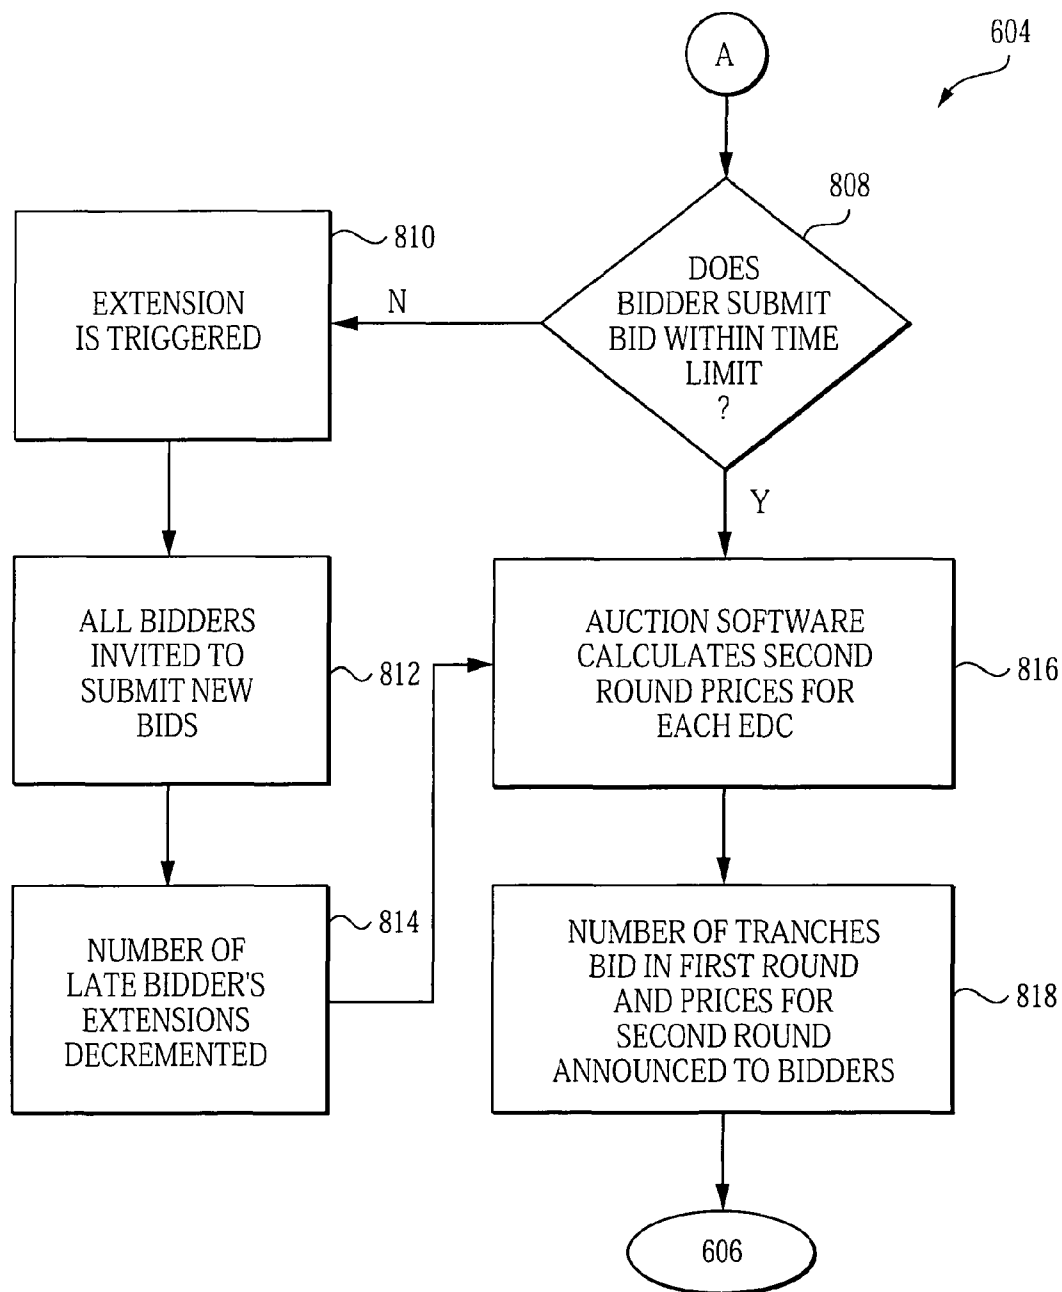 604
A
808
DOES
BIDDER SUBMIT
BID WITHIN TIME
LIMIT
?
N
Y
810
EXTENSION
IS TRIGGERED
812
ALL BIDDERS
INVITED TO
SUBMIT NEW
BIDS
814
NUMBER OF
LATE BIDDER'S
EXTENSIONS
DECREMENTED
816
AUCTION SOFTWARE
CALCULATES SECOND
ROUND PRICES FOR
EACH EDC
818
NUMBER OF TRANCHES
BID IN FIRST ROUND
AND PRICES FOR
SECOND ROUND
ANNOUNCED TO BIDDERS
606